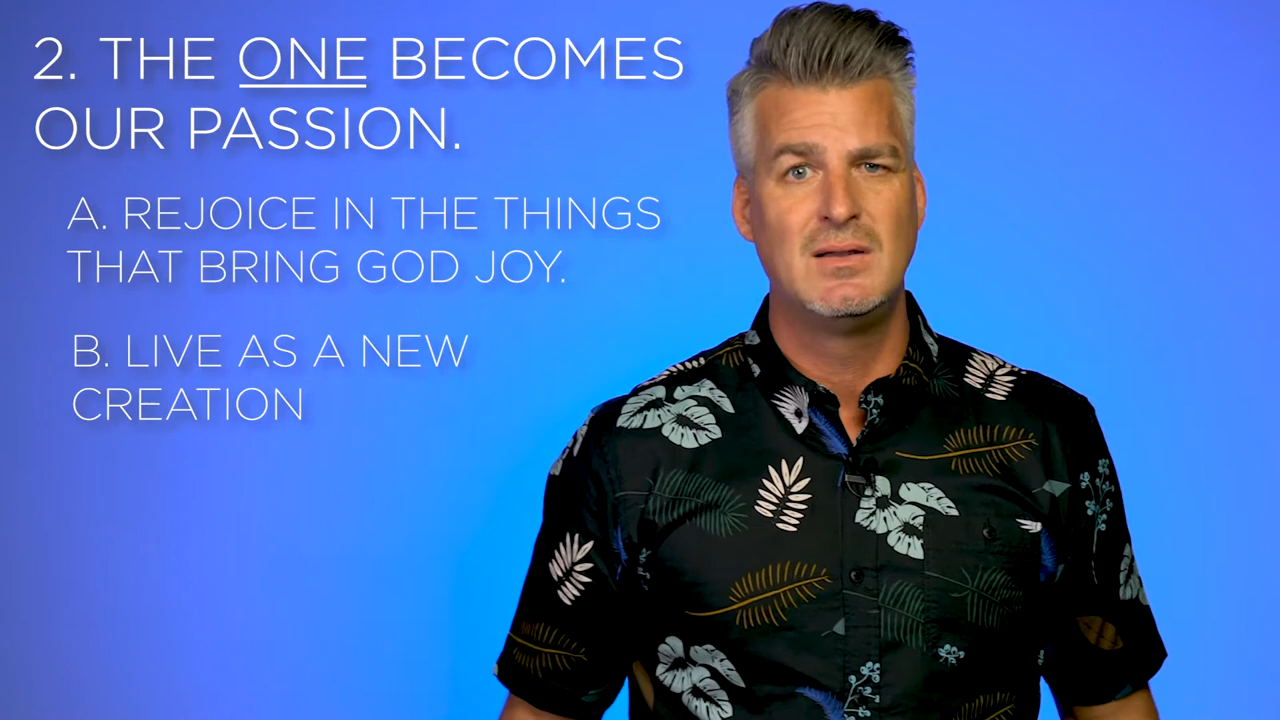 2. THE ONE BECOMES
OUR PASSION.
A. REJOICE IN THE THINGS
THAT BRING GOD JOY.
B. LIVE AS A NEW
CREATION